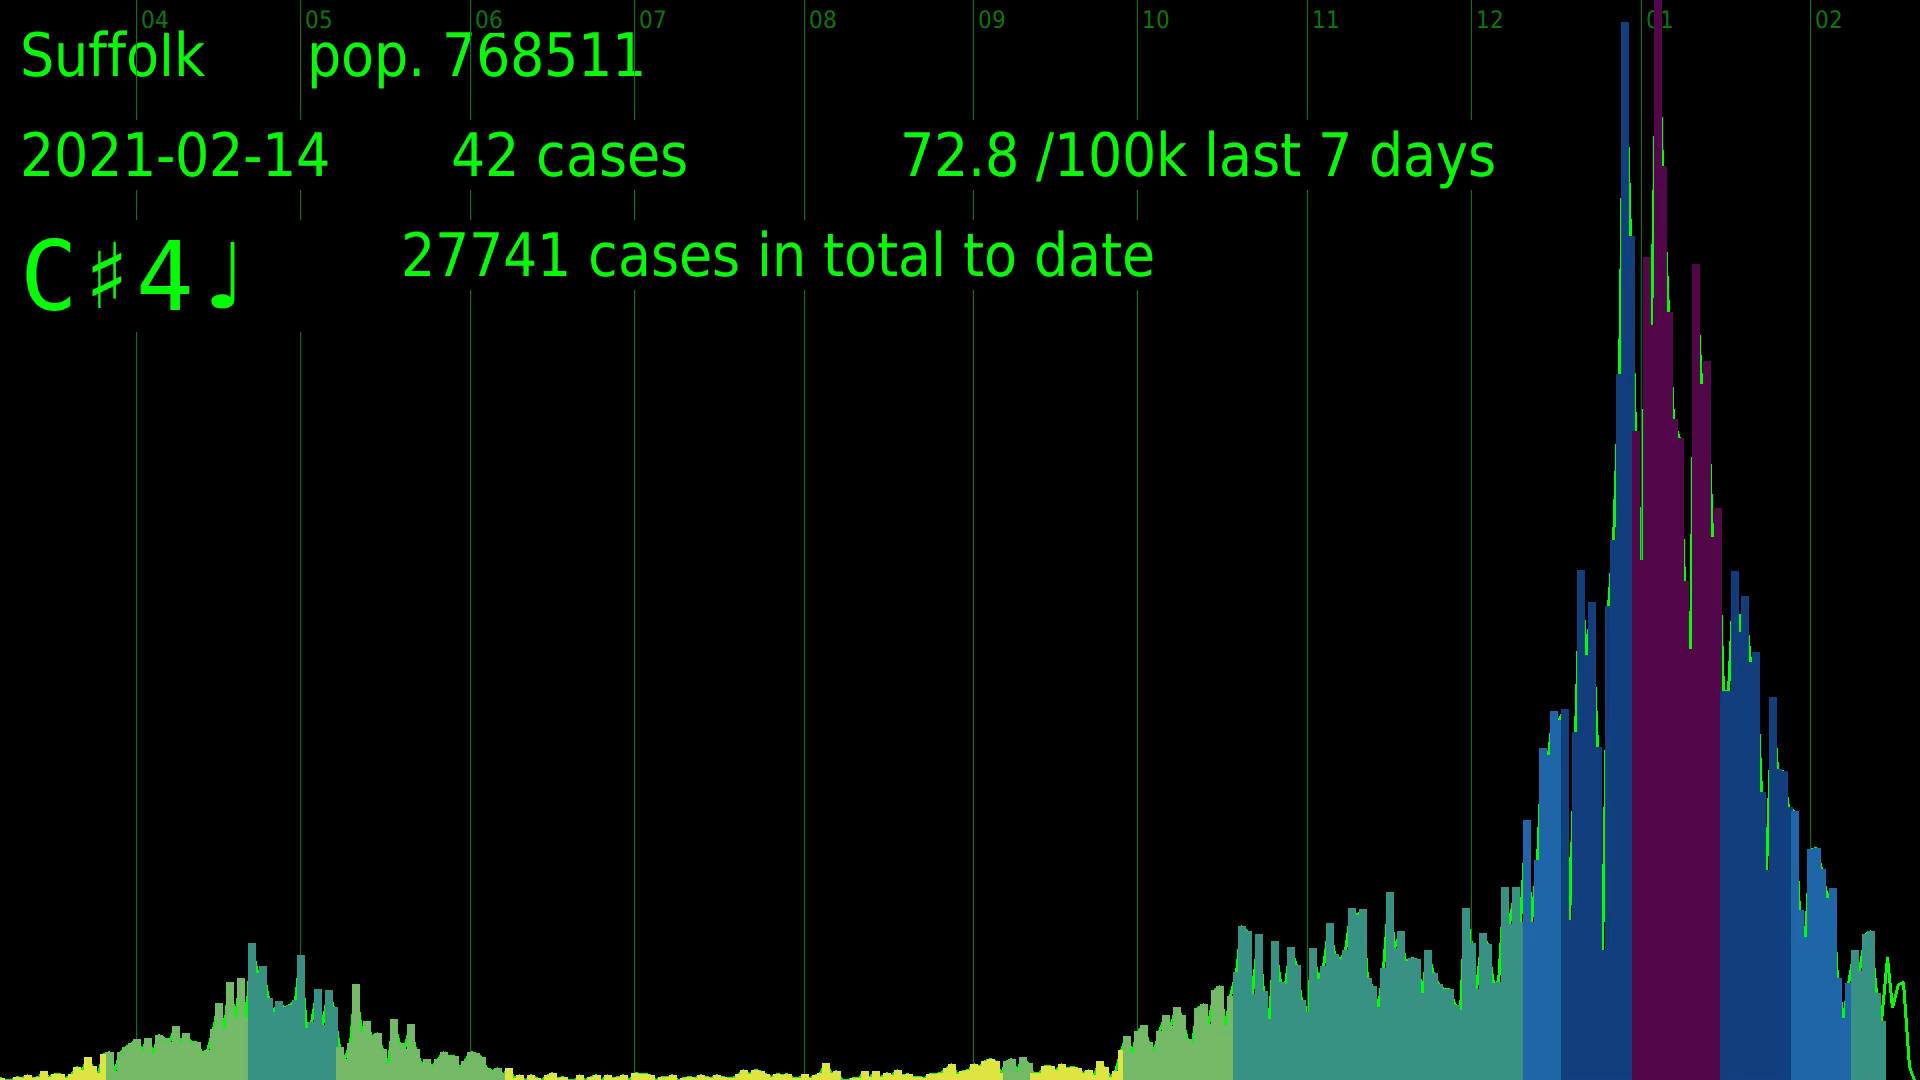 04 05 06 07 08 09 10 11 12 01 02
Suffolk pop. 768511
2021-02-14 42 cases 72.8 /100k last 7 days
C♯4♩ 27741 cases in total to date